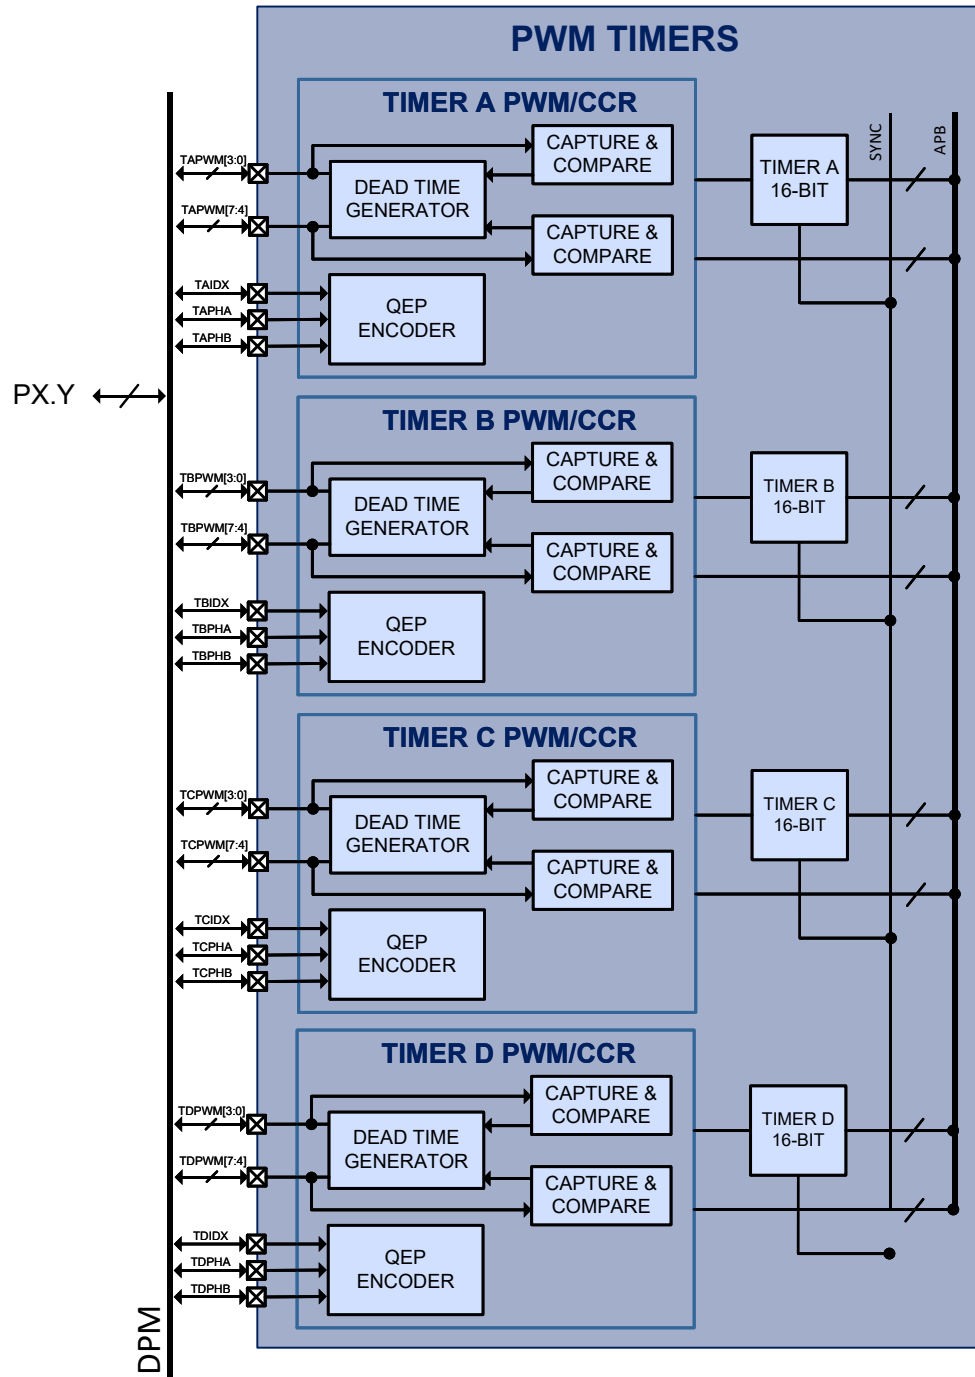 PWM TIMERS
SYNC
APB
TIMER A PWM/CCR
TAPWM[3:0]
TAPWM[7:4]
CAPTURE &
COMPARE
DEAD TIME
GENERATOR
CAPTURE &
COMPARE
TIMER A
16-BIT
TAIDX
TAPHA
TAPHB
QEP
ENCODER
PX.Y
TIMER B PWM/CCR
TBPWM[3:0]
TBPWM[7:4]
CAPTURE &
COMPARE
DEAD TIME
GENERATOR
CAPTURE &
COMPARE
TIMER B
16-BIT
TBIDX
TBPHA
TBPHB
QEP
ENCODER
TIMER C PWM/CCR
TCPWM[3:0]
TCPWM[7:4]
CAPTURE &
COMPARE
DEAD TIME
GENERATOR
CAPTURE &
COMPARE
TIMER C
16-BIT
TCIDX
TCPHA
TCPHB
QEP
ENCODER
TIMER D PWM/CCR
TDPWM[3:0]
TDPWM[7:4]
CAPTURE &
COMPARE
DEAD TIME
GENERATOR
CAPTURE &
COMPARE
TIMER D
16-BIT
TDIDX
TDPHA
TDPHB
QEP
ENCODER
DPM